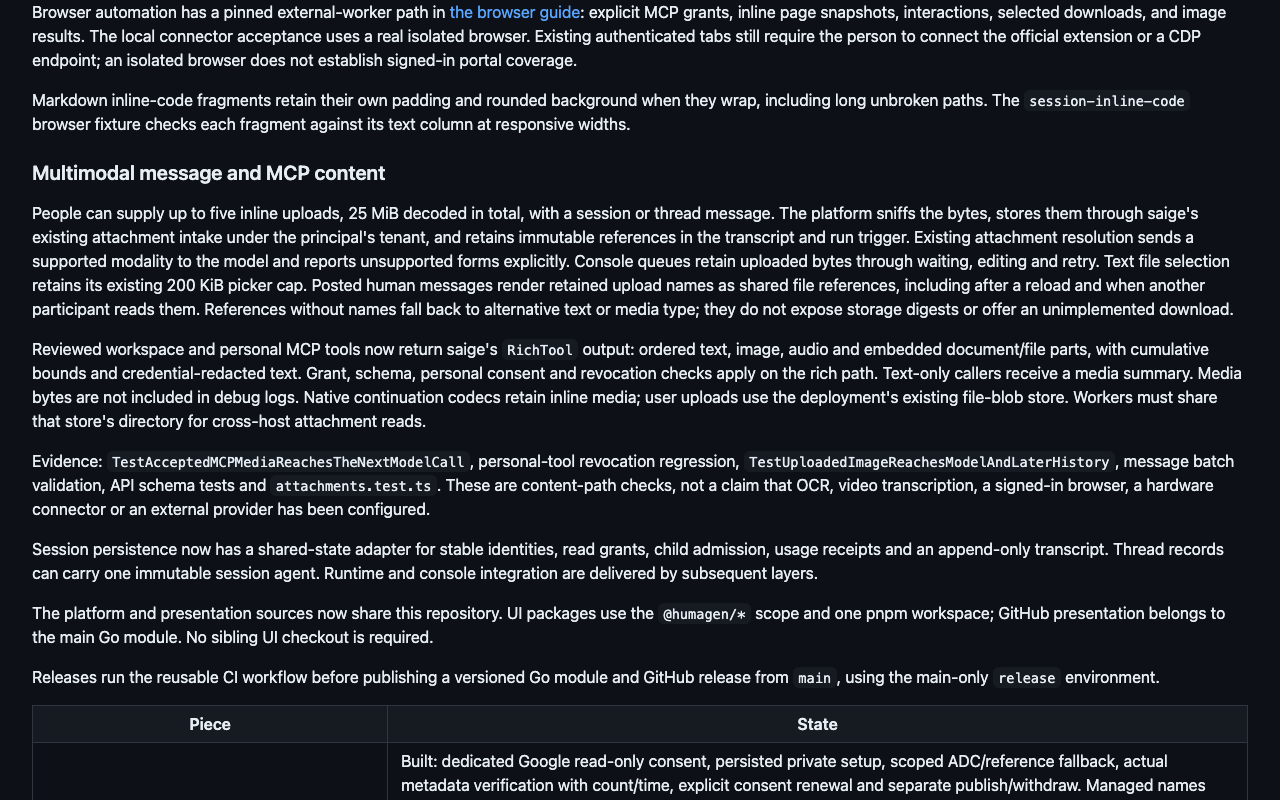 Browser automation has a pinned external-worker path in the browser guide: explicit MCP grants, inline page snapshots, interactions, selected downloads, and image
results. The local connector acceptance uses a real isolated browser. Existing authenticated tabs still require the person to connect the official extension or a CDP
endpoint; an isolated browser does not establish signed-in portal coverage.
Markdown inline-code fragments retain their own padding and rounded background when they wrap, including long unbroken paths. The session-inline-code
browser fixture checks each fragment against its text column at responsive widths.
Multimodal message and MCP content
People can supply up to five inline uploads, 25 MiB decoded in total, with a session or thread message. The platform sniffs the bytes, stores them through saige's
existing attachment intake under the principal's tenant, and retains immutable references in the transcript and run trigger. Existing attachment resolution sends a
supported modality to the model and reports unsupported forms explicitly. Console queues retain uploaded bytes through waiting, editing and retry. Text file selection
retains its existing 200 KiB picker cap. Posted human messages render retained upload names as shared file references, including after a reload and when another
participant reads them. References without names fall back to alternative text or media type; they do not expose storage digests or offer an unimplemented download.
Reviewed workspace and personal MCP tools now return saige's RichTool output: ordered text, image, audio and embedded document/file parts, with cumulative
bounds and credential-redacted text. Grant, schema, personal consent and revocation checks apply on the rich path. Text-only callers receive a media summary. Media
bytes are not included in debug logs. Native continuation codecs retain inline media; user uploads use the deployment's existing file-blob store. Workers must share
that store's directory for cross-host attachment reads.
Evidence: TestAcceptedMCPMediaReachesTheNextModelCall, personal-tool revocation regression, TestUploadedImageReachesModelAndLaterHistory, message batch
validation, API schema tests and attachments.test.ts. These are content-path checks, not a claim that OCR, video transcription, a signed-in browser, a hardware
connector or an external provider has been configured.
Session persistence now has a shared-state adapter for stable identities, read grants, child admission, usage receipts and an append-only transcript. Thread records
can carry one immutable session agent. Runtime and console integration are delivered by subsequent layers.
The platform and presentation sources now share this repository. UI packages use the @humagen/* scope and one pnpm workspace; GitHub presentation belongs to
the main Go module. No sibling UI checkout is required.
Releases run the reusable CI workflow before publishing a versioned Go module and GitHub release from main, using the main-only release environment.
Piece State
Built: dedicated Google read-only consent, persisted private setup, scoped ADC/reference fallback, actual
metadata verification with count/time, explicit consent renewal and separate publish/withdraw. Managed names